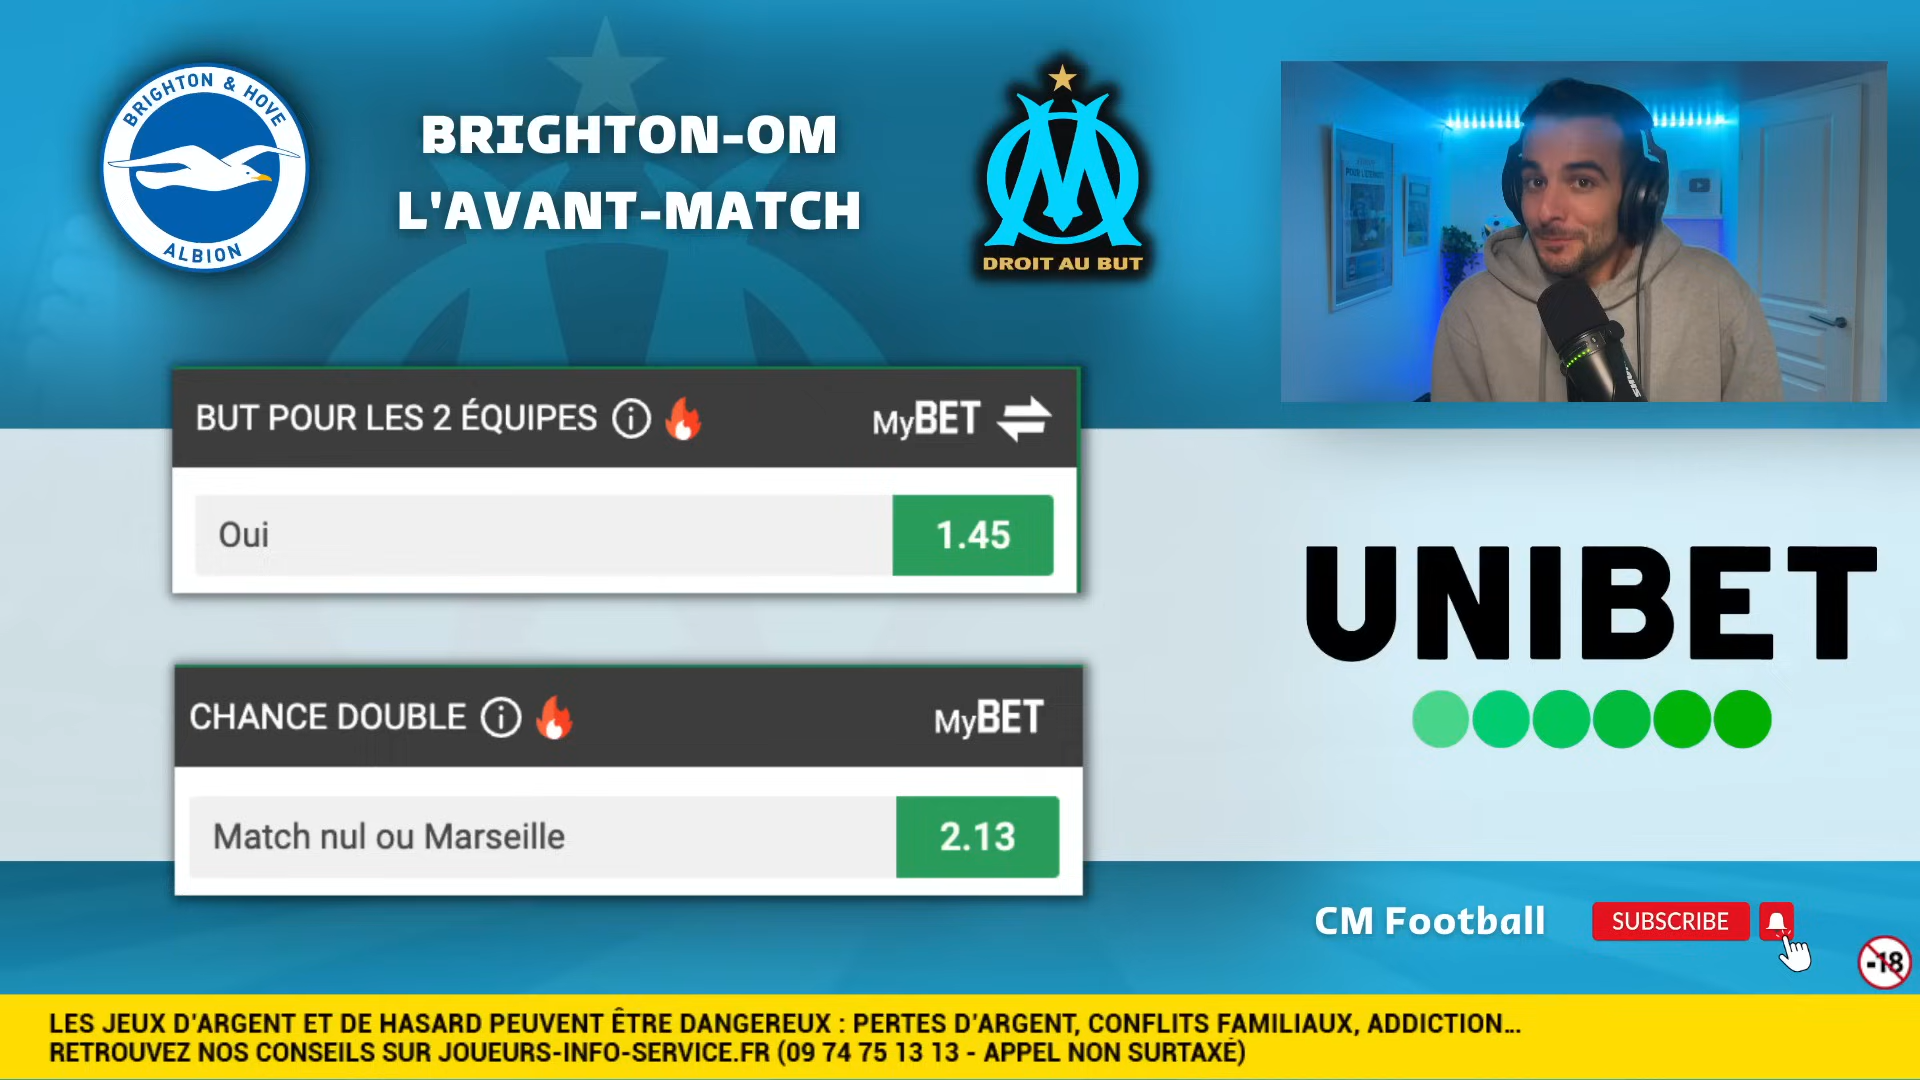 BRIGHTON & HOVE
ALBION
BRIGHTON-OM
L'AVANT-MATCH
DROIT AU BUT
BUT POUR LES 2 ÉQUIPES
MyBET
Oui
1.45
CHANCE DOUBLE
MyBET
Match nul ou Marseille
2.13
UNIBET
CM Football
SUBSCRIBE
-18
LES JEUX D'ARGENT ET DE HASARD PEUVENT ÊTRE DANGEREUX : PERTES D'ARGENT, CONFLITS FAMILIAUX, ADDICTION...
RETROUVEZ NOS CONSEILS SUR JOUEURS-INFO-SERVICE.FR (09 74 75 13 13 - APPEL NON SURTAXÉ)